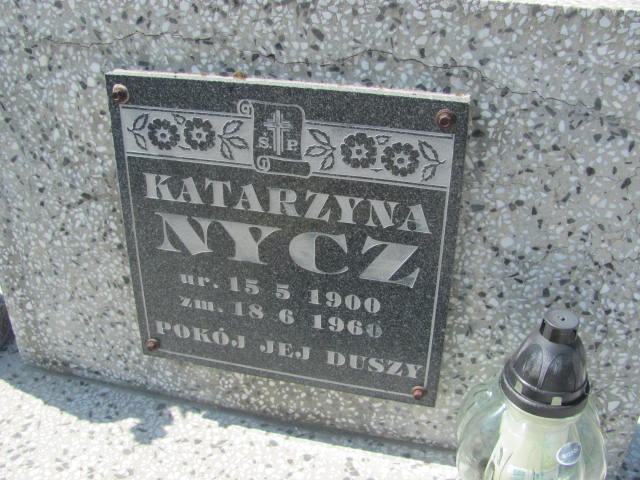 Ś P
KATARZYNA
NYCZ
ur. 15 5 1900
zm. 18 6 1960
POKÓJ JEJ DUSZY